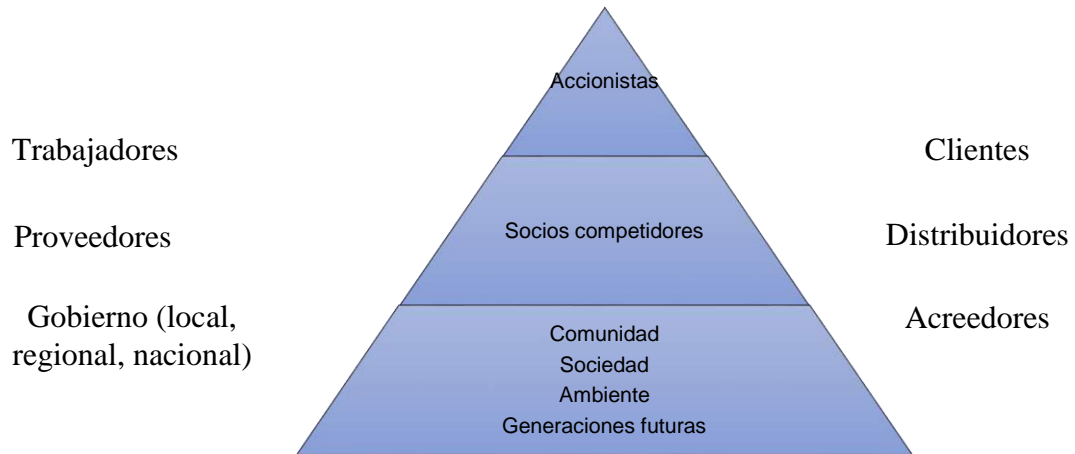 Accionistas
Trabajadores
Clientes
Proveedores
Socios competidores
Distribuidores
Gobierno (local,
regional, nacional)
Acreedores
Comunidad
Sociedad
Ambiente
Generaciones futuras